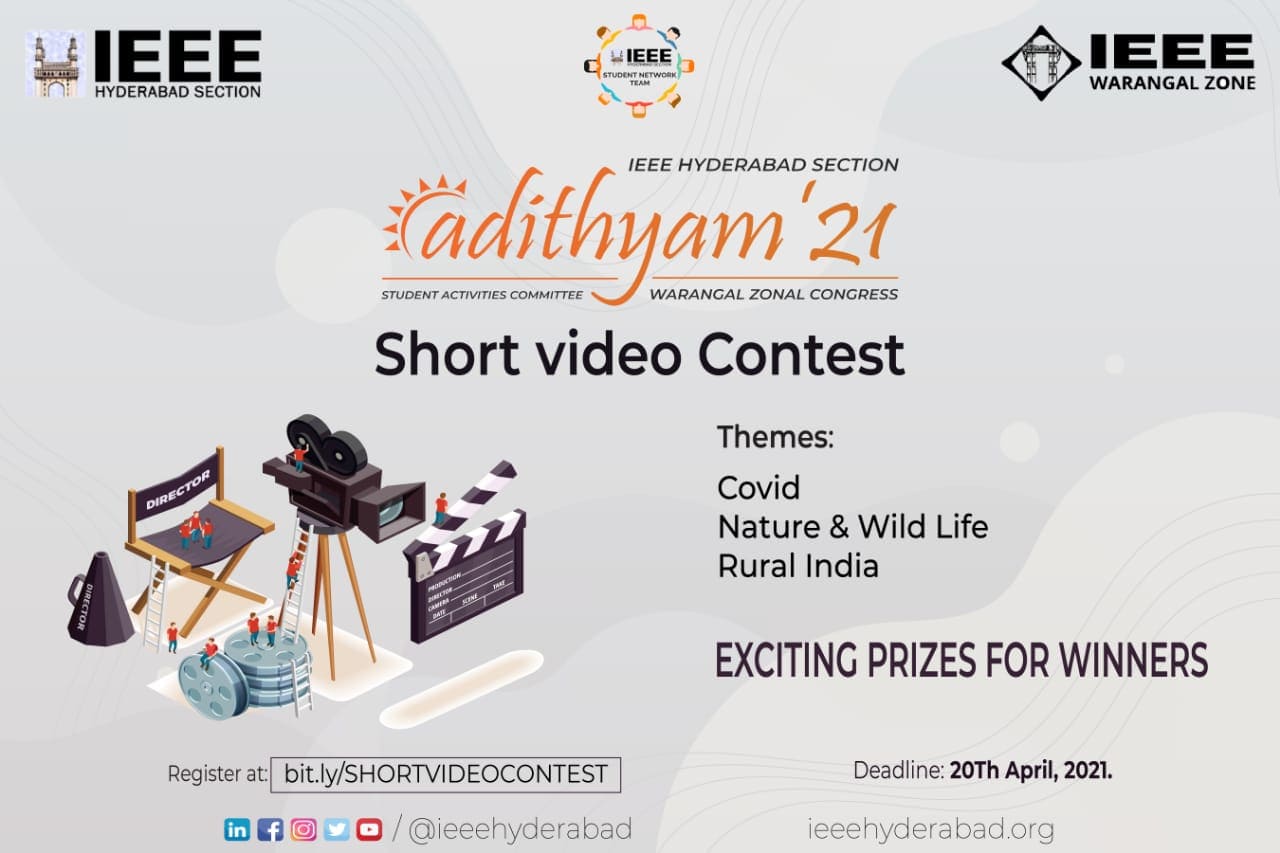 IEEE
HYDERABAD SECTION
IEEE
HYDERABAD SECTION
STUDENT NETWORK
TEAM
IEEE
WARANGAL ZONE
IEEE HYDERABAD SECTION
adithyam'21
STUDENT ACTIVITIES COMMITTEE
WARANGAL ZONAL CONGRESS
Short video Contest
Themes:
Covid
Nature & Wild Life
Rural India
DIRECTOR
DIRECTOR
PRODUCTION
DIRECTOR
CAMERA
DATE SCENE TAKE
EXCITING PRIZES FOR WINNERS
Register at: bit.ly/SHORTVIDEOCONTEST
Deadline: 20Th April, 2021.
/@ieeehyderabad
ieeehyderabad.org